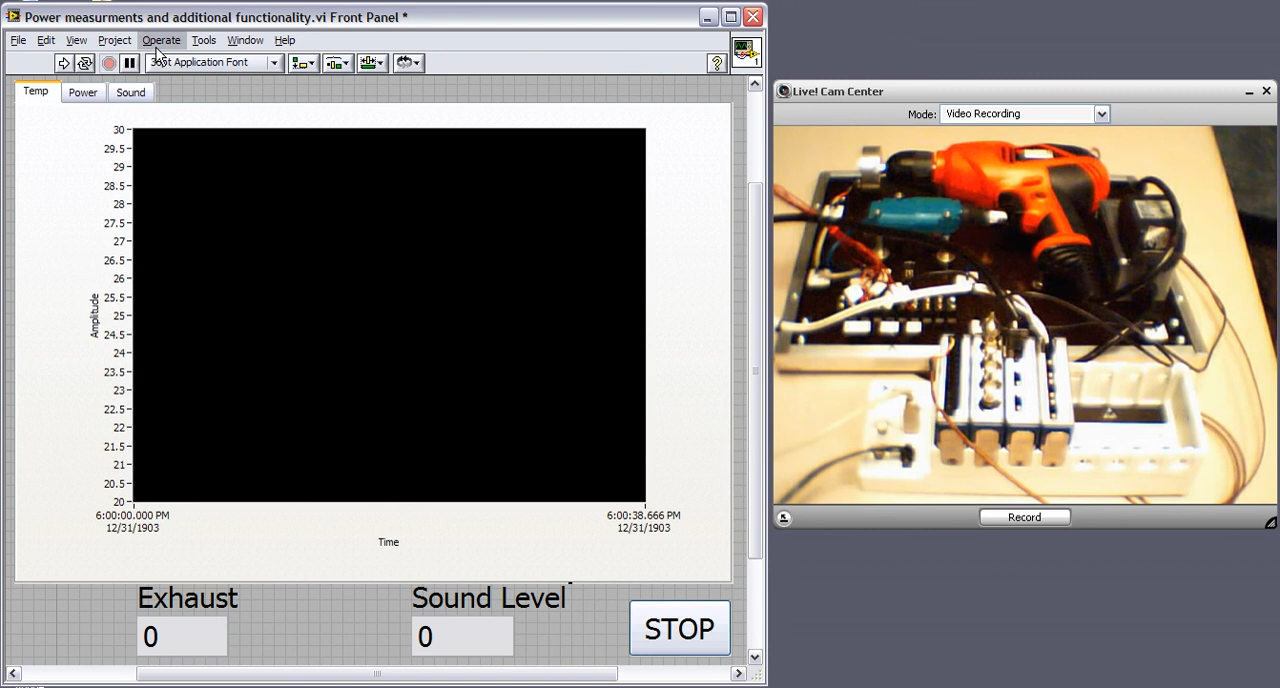 Power measurments and additional functionality.vi Front Panel *
File Edit View Project Operate Tools Window Help
Application Font
?
1
Temp Power Sound
30
29.5
29
28.5
28
27.5
27
26.5
26
25.5
25
24.5
24
23.5
23
22.5
22
21.5
21
20.5
20
Amplitude
6:00:00.000 PM
12/31/1903
6:00:38.666 PM
12/31/1903
Time
Exhaust
0
Sound Level
0
STOP
Live! Cam Center
Mode: Video Recording
Record